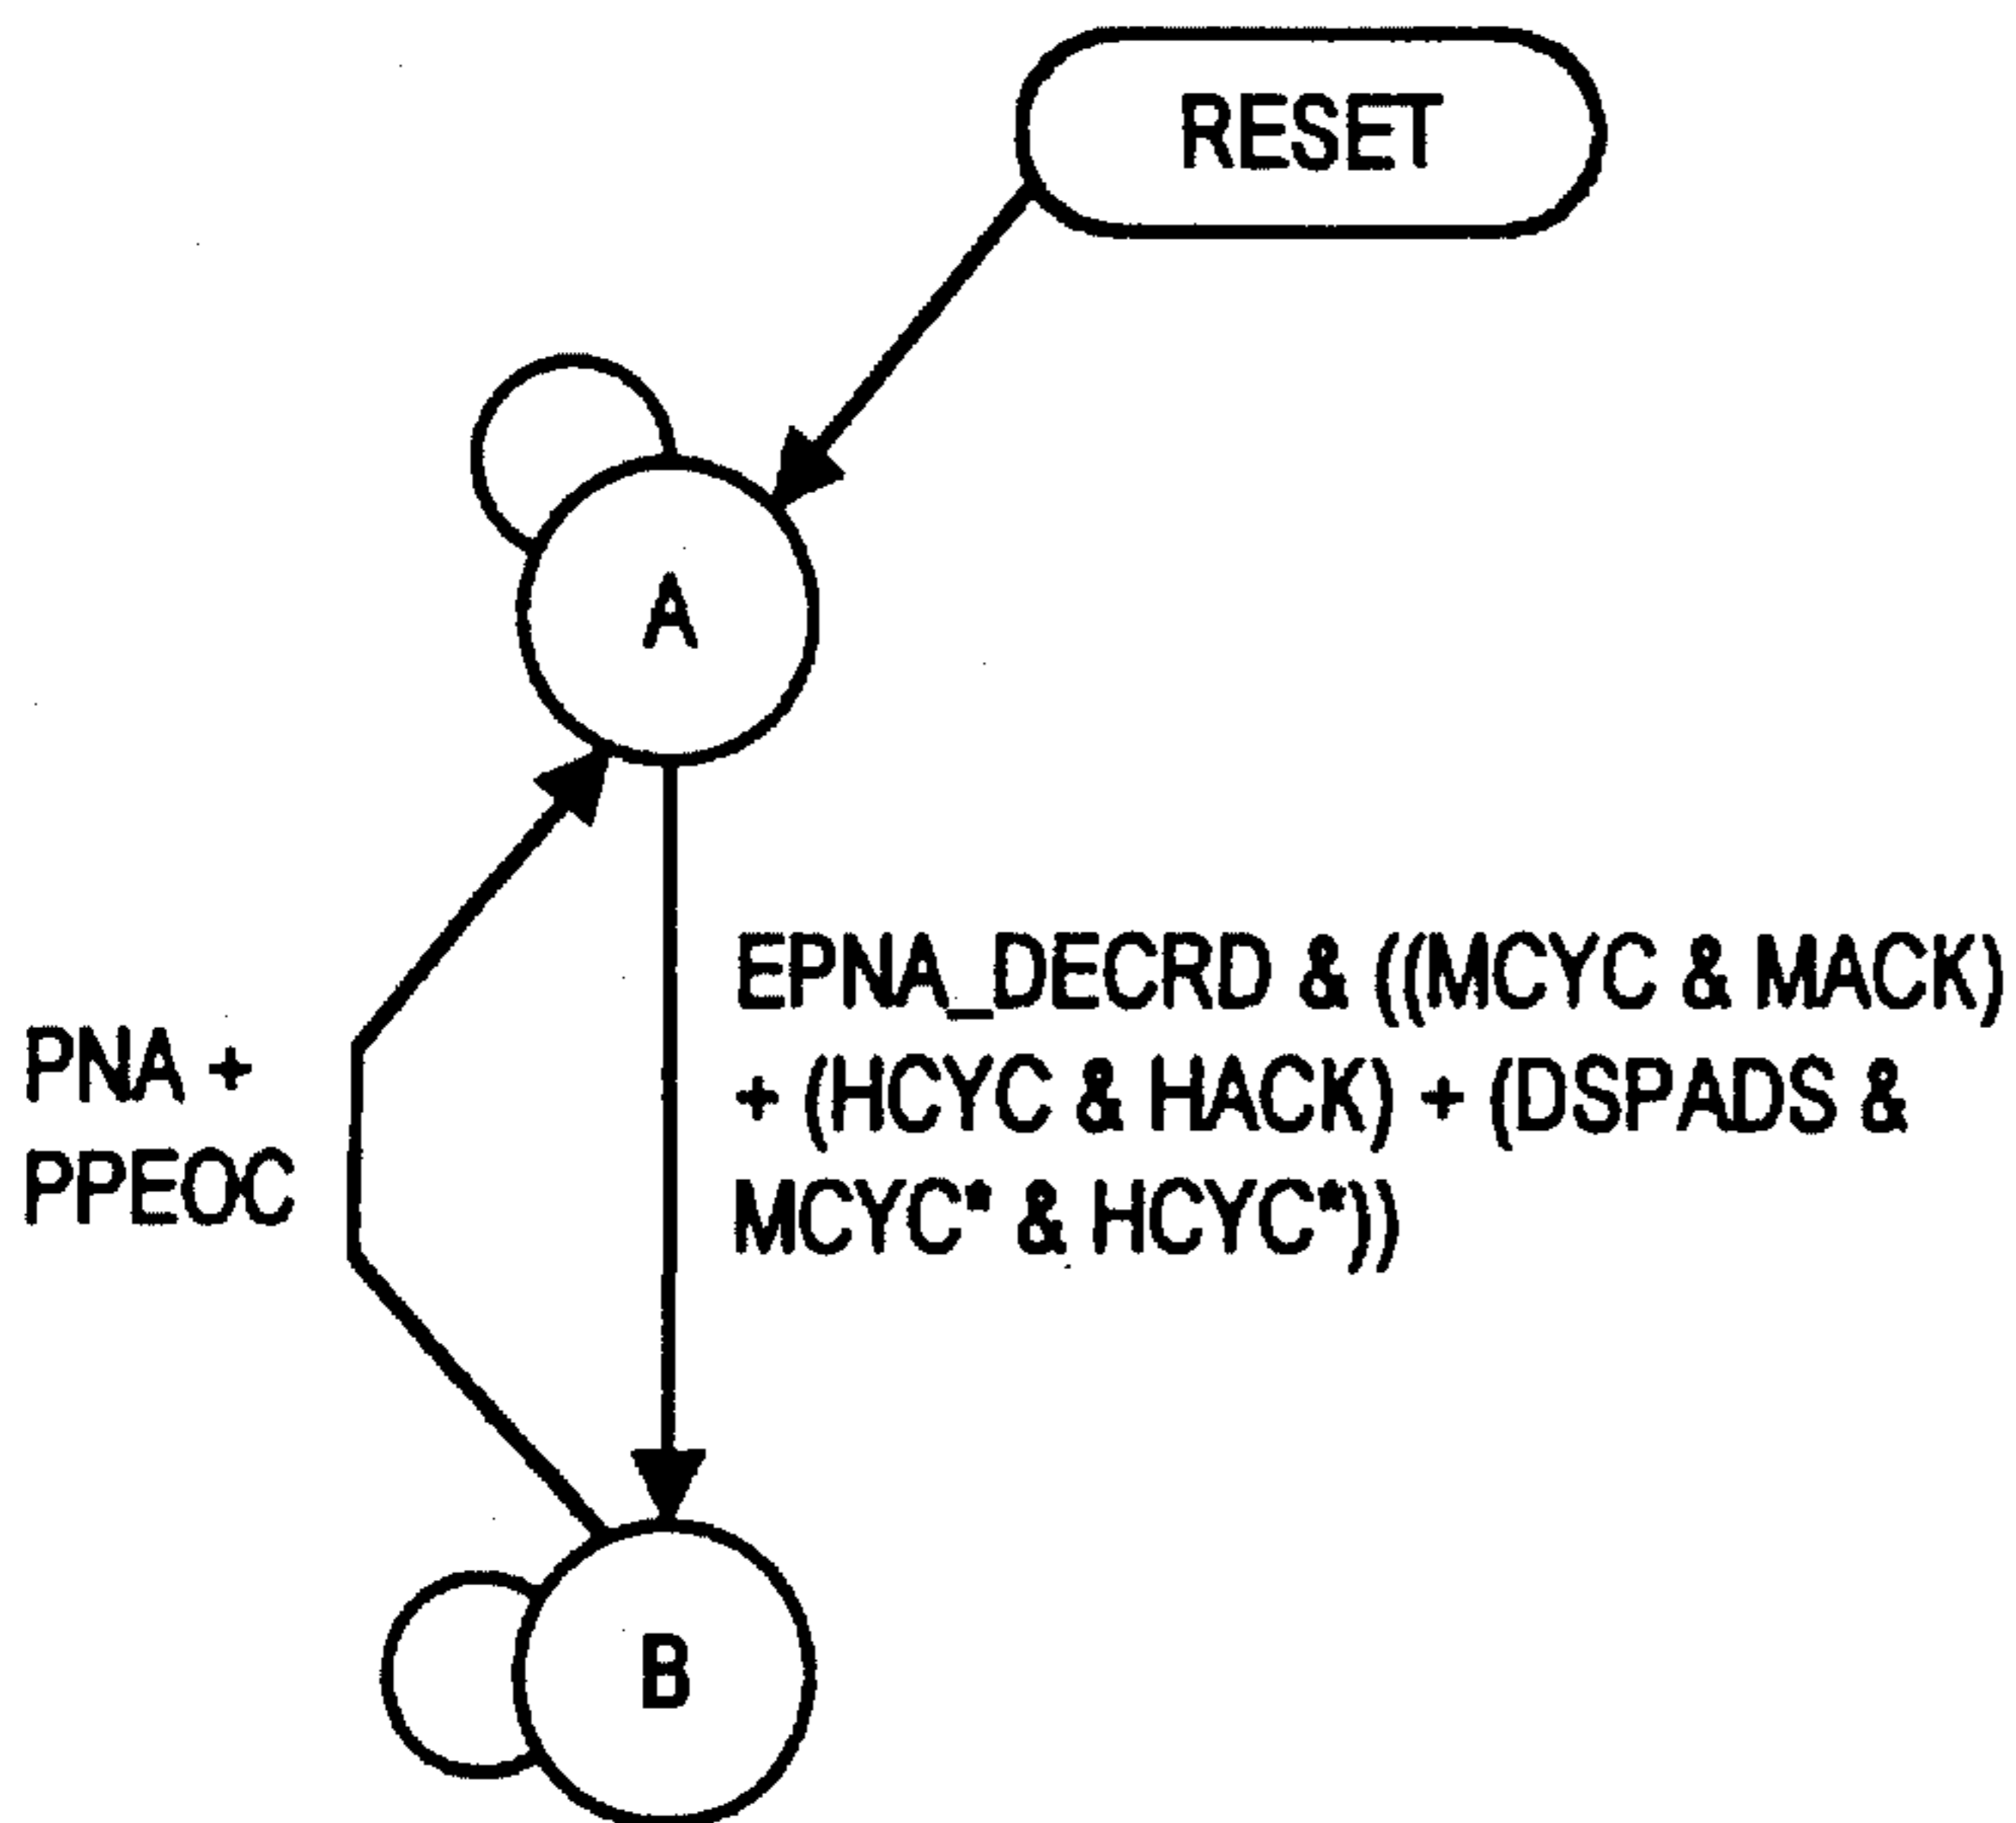 RESET
A
EPNA_DECRD & ((MCYC & MACK)
+ (HCYC & HACK) + (DSPADS &
MCYC* & HCYC*))
PNA +
PPEOC
B